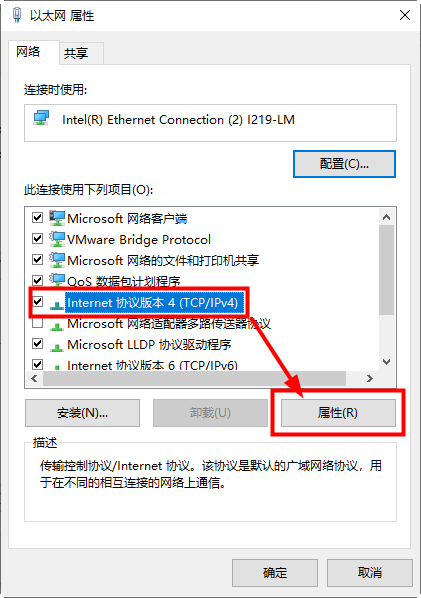 以太网 属性
网络
共享
连接时使用:
Intel(R) Ethernet Connection (2) I219-LM
配置(C)...
此连接使用下列项目(O):
Microsoft 网络客户端
VMware Bridge Protocol
Microsoft 网络的文件和打印机共享
QoS 数据包计划程序
Internet 协议版本 4 (TCP/IPv4)
Microsoft 网络适配器多路传送器协议
Microsoft LLDP 协议驱动程序
Internet 协议版本 6 (TCP/IPv6)
安装(N)...
卸载(U)
属性(R)
描述
传输控制协议/Internet 协议。该协议是默认的广域网络协议，用
于在不同的相互连接的网络上通信。
确定
取消